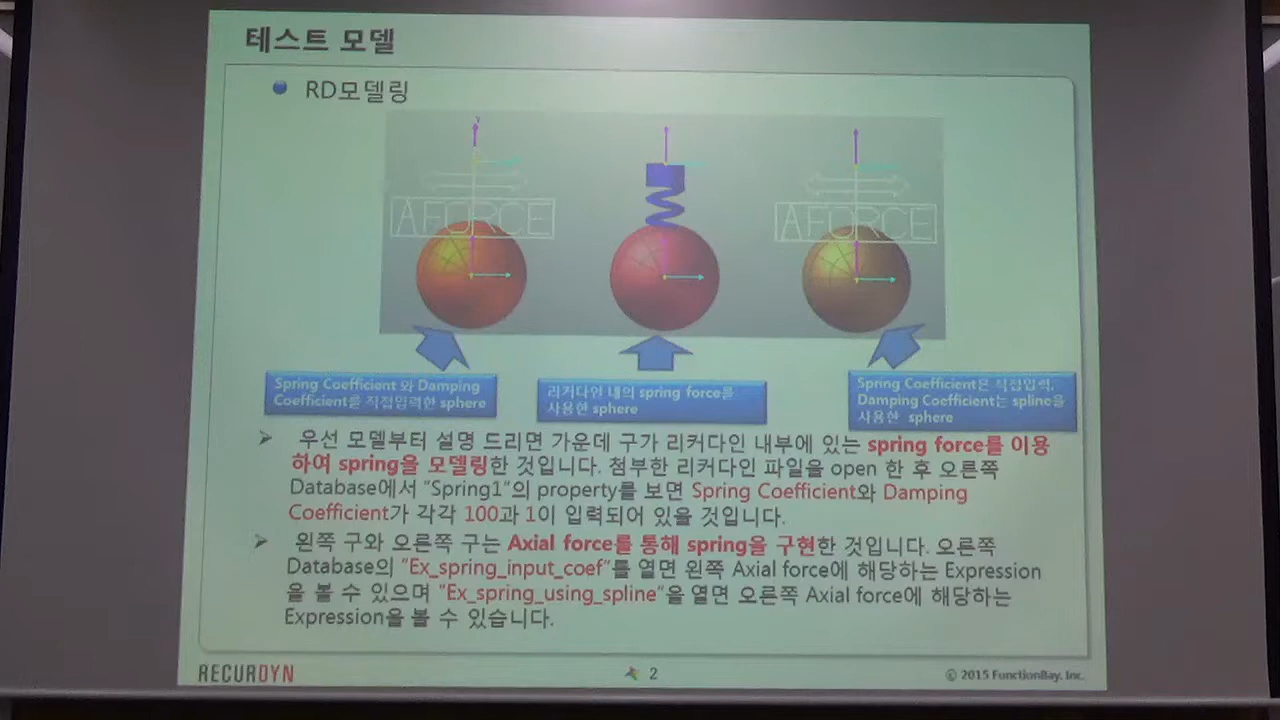 테스트 모델
RD모델링
Y
AFORCE
AFORCE
Spring Coefficient 와 Damping
Coefficient를 직접입력한 sphere
리커다인 내의 spring force를
사용한 sphere
Spring Coefficient은 직접입력,
Damping Coefficient는 spline을
사용한 sphere
우선 모델부터 설명 드리면 가운데 구가 리커다인 내부에 있는 spring force를 이용
하여 spring을 모델링한 것입니다. 첨부한 리커다인 파일을 open 한 후 오른쪽
Database에서 "Spring1"의 property를 보면 Spring Coefficient와 Damping
Coefficient가 각각 100과 1이 입력되어 있을 것입니다.
왼쪽 구와 오른쪽 구는 Axial force를 통해 spring을 구현한 것입니다. 오른쪽
Database의 "Ex_spring_input_coef"를 열면 왼쪽 Axial force에 해당하는 Expression
을 볼 수 있으며 "Ex_spring_using_spline"을 열면 오른쪽 Axial force에 해당하는
Expression을 볼 수 있습니다.
RECURDYN
2
© 2015 FunctionBay, Inc.